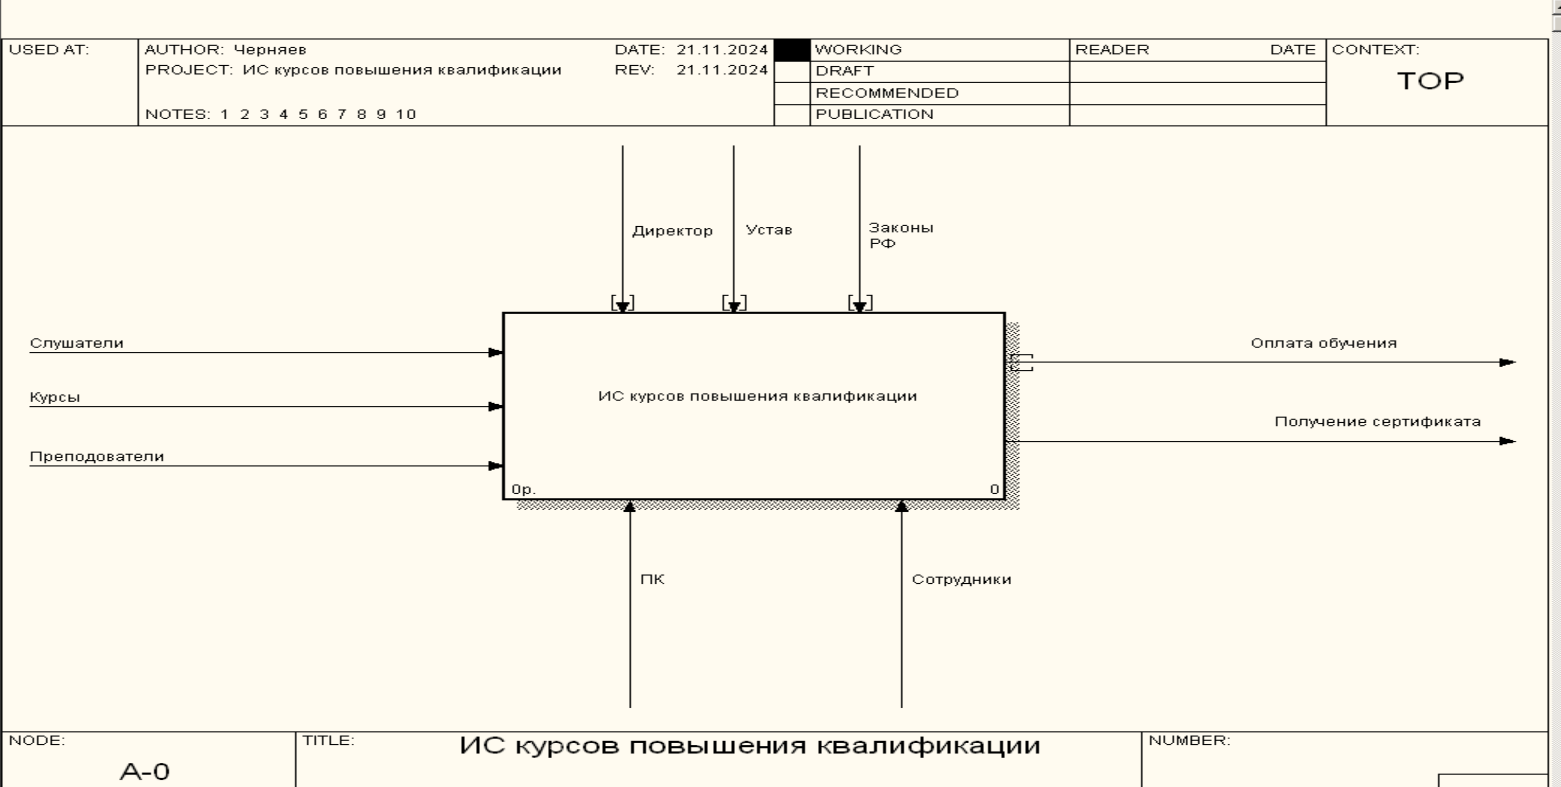 USED AT:
AUTHOR: Черняев
DATE: 21.11.2024
PROJECT: ИС курсов повышения квалификации
REV: 21.11.2024
NOTES: 1 2 3 4 5 6 7 8 9 10
WORKING
DRAFT
RECOMMENDED
PUBLICATION
READER
DATE
CONTEXT:
TOP
Директор
Устав
Законы
РФ
Слушатели
Курсы
Преподователи
ИС курсов повышения квалификации
0р.
0
Оплата обучения
Получение сертификата
ПК
Сотрудники
NODE:
A-0
TITLE:
ИС курсов повышения квалификации
NUMBER: